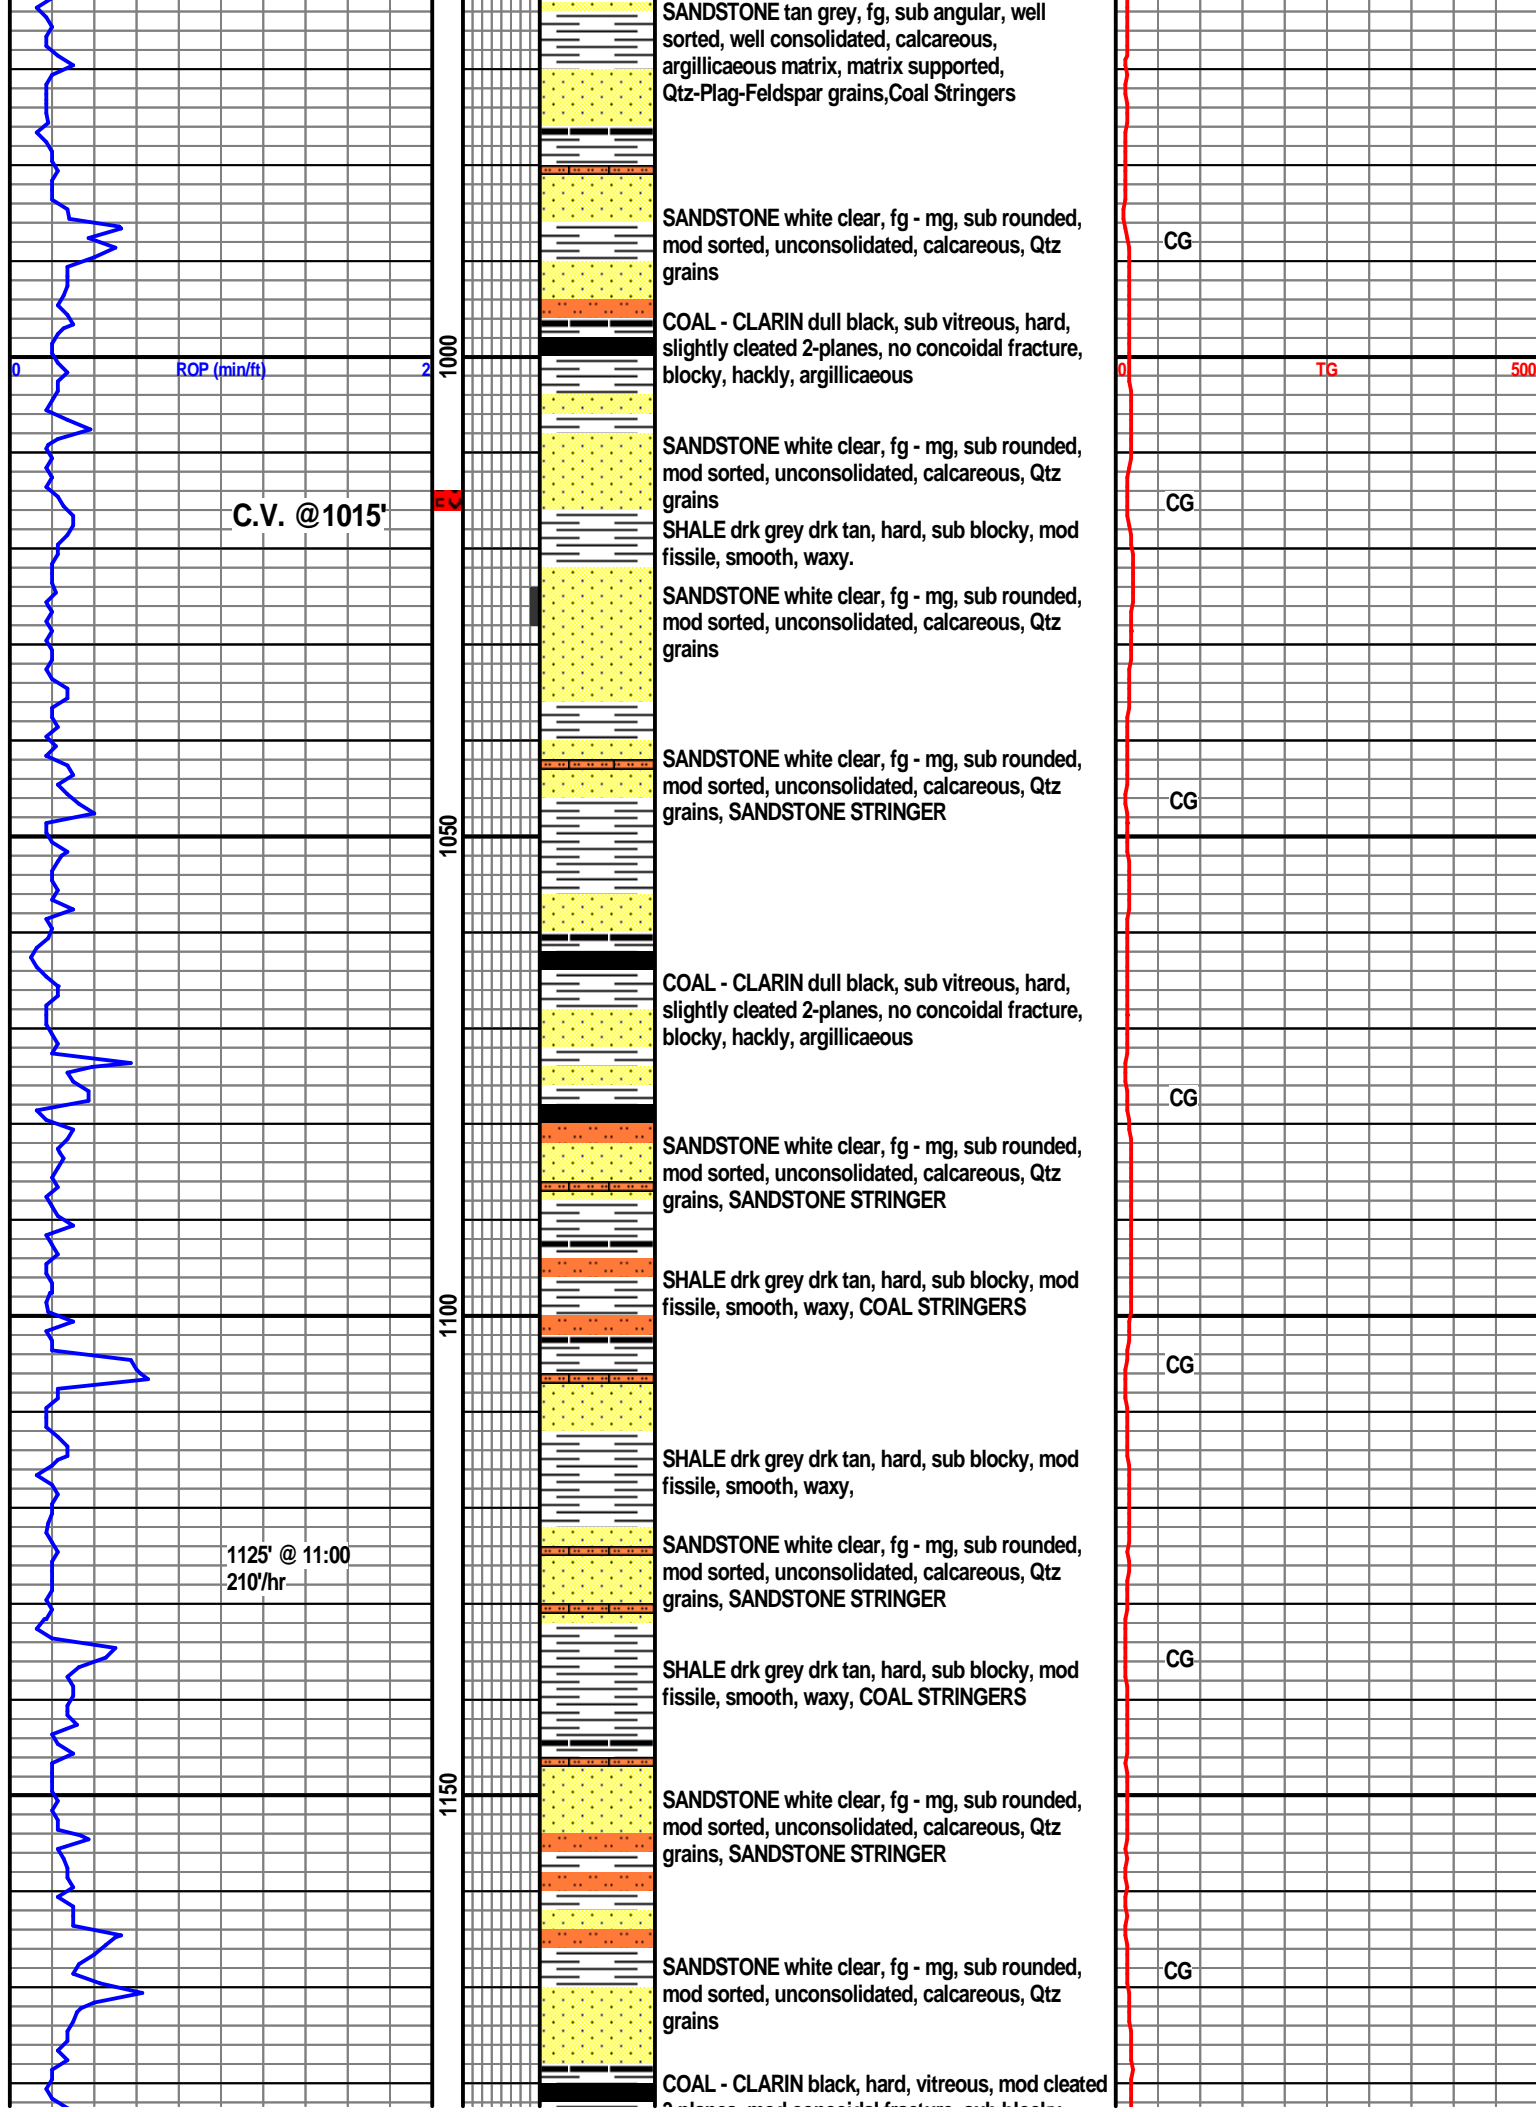 SANDSTONE tan grey, fg, sub angular, well
sorted, well consolidated, calcareous,
argillicaeous matrix, matrix supported,
Qtz-Plag-Feldspar grains,Coal Stringers
SANDSTONE white clear, fg - mg, sub rounded,
mod sorted, unconsolidated, calcareous, Qtz
grains
CG
COAL - CLARIN dull black, sub vitreous, hard,
slightly cleated 2-planes, no concoidal fracture,
blocky, hackly, argillicaeous
0 ROP (min/ft) 2
1000
0 TG 500
SANDSTONE white clear, fg - mg, sub rounded,
mod sorted, unconsolidated, calcareous, Qtz
grains
C.V. @1015'
CG
SHALE drk grey drk tan, hard, sub blocky, mod
fissile, smooth, waxy.
SANDSTONE white clear, fg - mg, sub rounded,
mod sorted, unconsolidated, calcareous, Qtz
grains
SANDSTONE white clear, fg - mg, sub rounded,
mod sorted, unconsolidated, calcareous, Qtz
grains, SANDSTONE STRINGER
CG
1050
COAL - CLARIN dull black, sub vitreous, hard,
slightly cleated 2-planes, no concoidal fracture,
blocky, hackly, argillicaeous
CG
SANDSTONE white clear, fg - mg, sub rounded,
mod sorted, unconsolidated, calcareous, Qtz
grains, SANDSTONE STRINGER
SHALE drk grey drk tan, hard, sub blocky, mod
fissile, smooth, waxy, COAL STRINGERS
1100
CG
SHALE drk grey drk tan, hard, sub blocky, mod
fissile, smooth, waxy,
1125' @ 11:00
210'/hr
SANDSTONE white clear, fg - mg, sub rounded,
mod sorted, unconsolidated, calcareous, Qtz
grains, SANDSTONE STRINGER
CG
SHALE drk grey drk tan, hard, sub blocky, mod
fissile, smooth, waxy, COAL STRINGERS
1150
SANDSTONE white clear, fg - mg, sub rounded,
mod sorted, unconsolidated, calcareous, Qtz
grains, SANDSTONE STRINGER
SANDSTONE white clear, fg - mg, sub rounded,
mod sorted, unconsolidated, calcareous, Qtz
grains
CG
COAL - CLARIN black, hard, vitreous, mod cleated